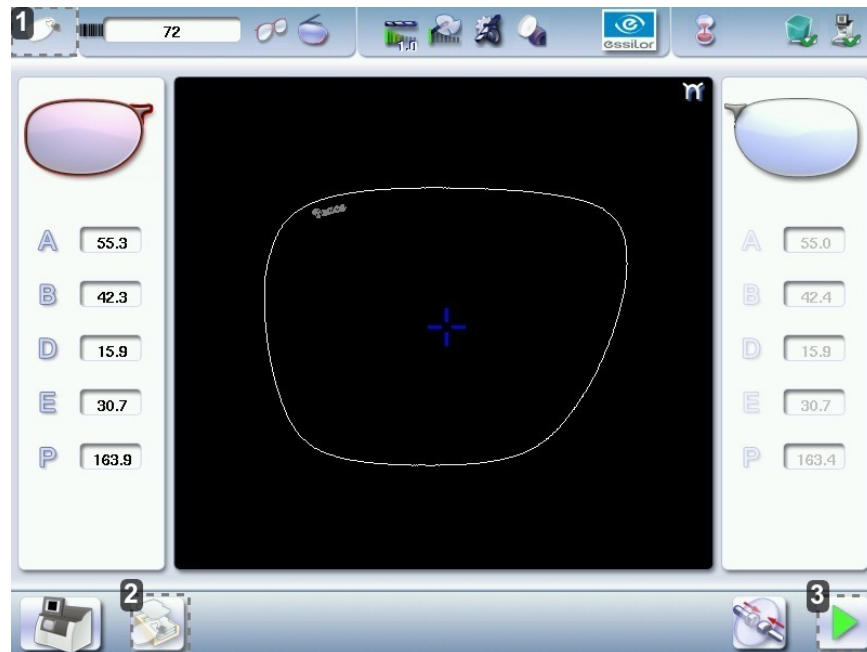 1
72
1.0
essilor
A 55.3
B 42.3
D 15.9
E 30.7
P 163.9
Peace
A 55.0
B 42.4
D 15.9
E 30.7
P 163.4
2
3